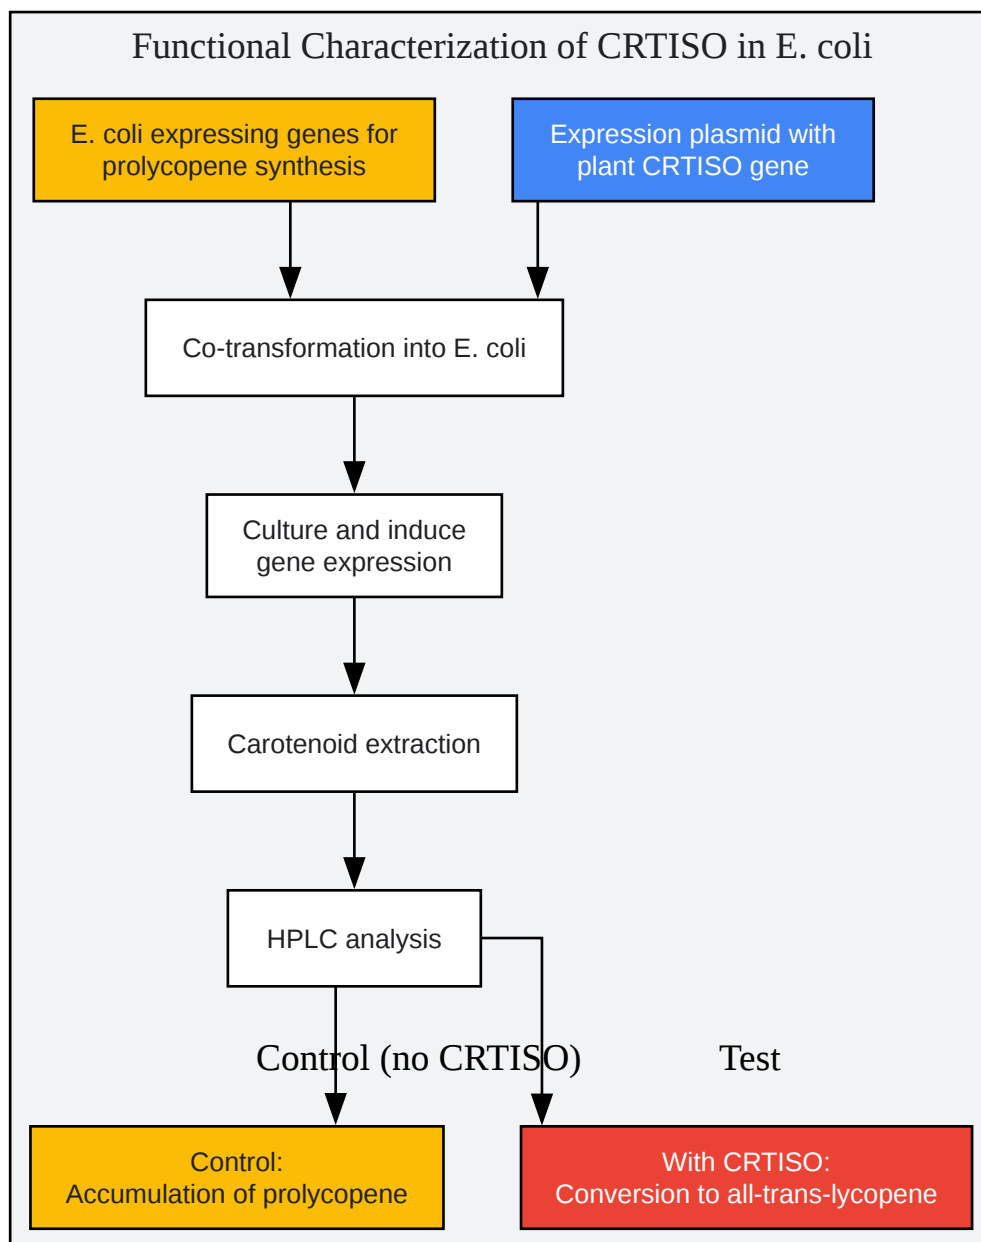 Functional Characterization of CRTISO in E. coli
E. coli expressing genes for
prolycopene synthesis
Expression plasmid with
plant CRTISO gene
Co-transformation into E. coli
Culture and induce
gene expression
Carotenoid extraction
HPLC analysis
Control (no CRTISO)
Test
Control:
Accumulation of prolycopene
With CRTISO:
Conversion to all-trans-lycopene